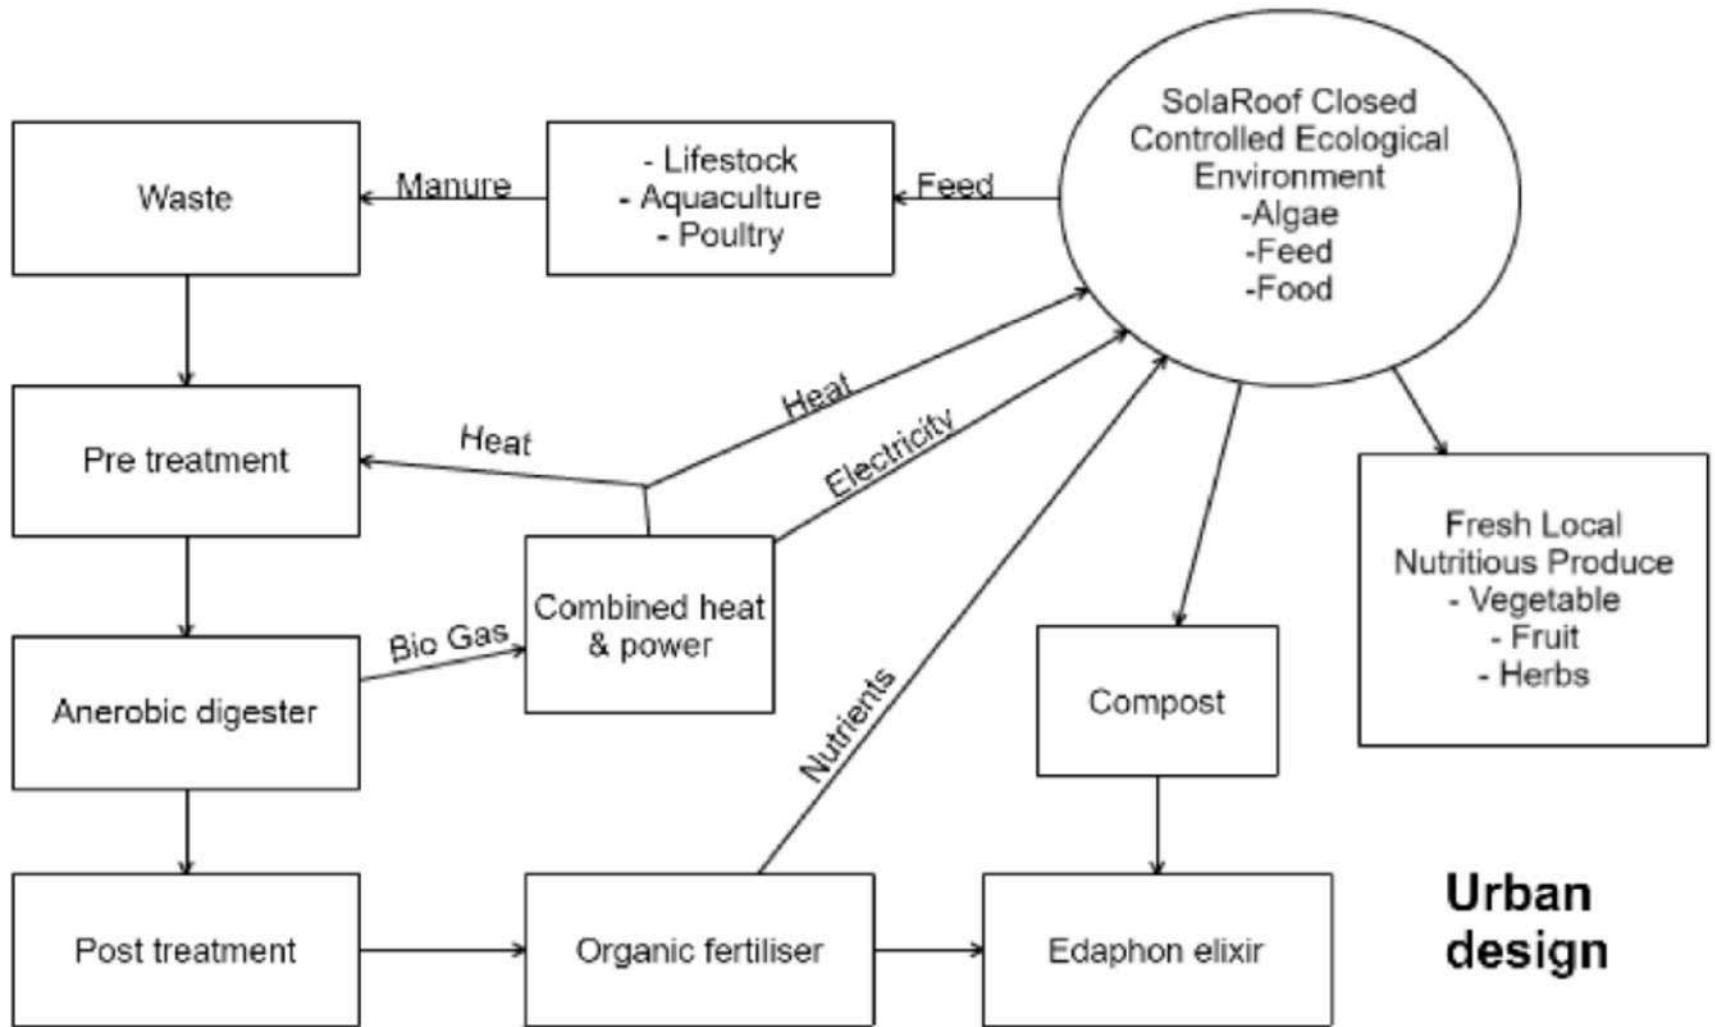 SolaRoof Closed
Controlled Ecological
Environment
-Algae
-Feed
-Food
Feed
- Lifestock
- Aquaculture
- Poultry
Manure
Waste
Pre treatment
Heat
Heat
Electricity
Combined heat
& power
Bio Gas
Anerobic digester
Nutrients
Compost
Fresh Local
Nutritious Produce
- Vegetable
- Fruit
- Herbs
Post treatment
Organic fertiliser
Edaphon elixir
Urban
design